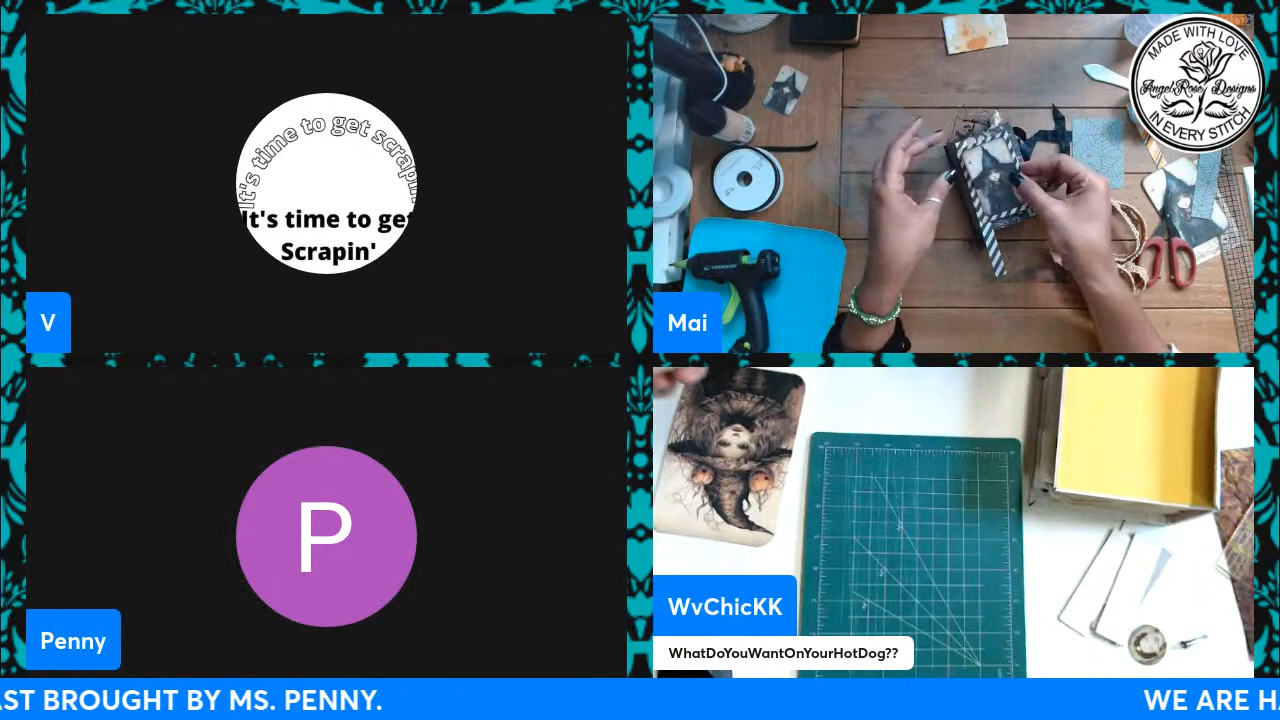 It's time to get scrapin'
It's time to get
Scrapin'
V
MADE WITH LOVE
AngelRose Designs
IN EVERY STITCH
Mai
P
Penny
WvChicKK
WhatDoYouWantOnYourHotDog??
AST BROUGHT BY MS. PENNY.
WE ARE HA